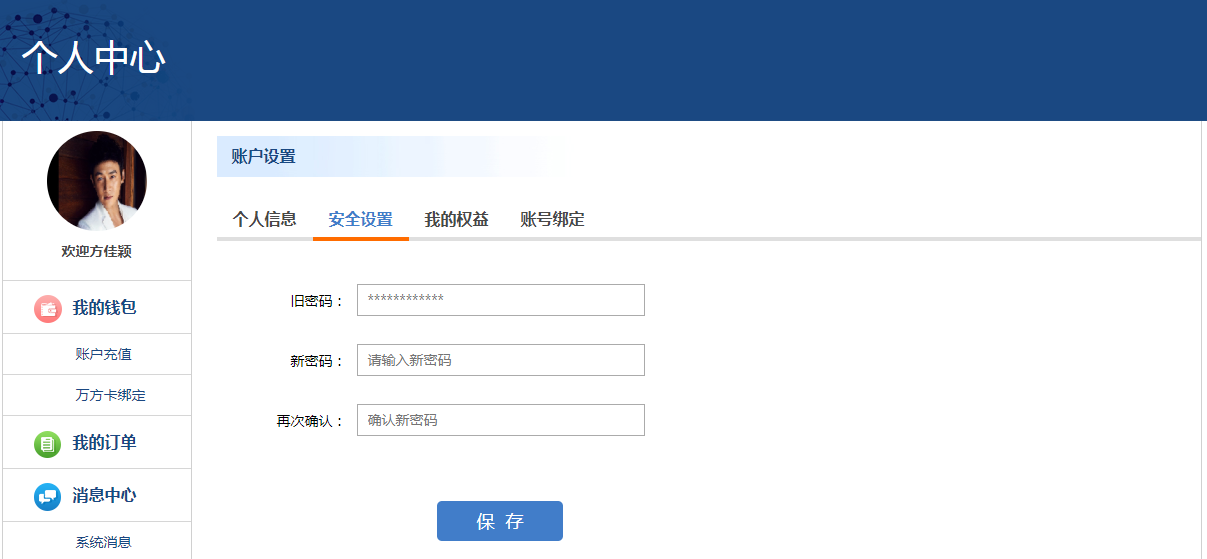 个人中心
欢迎方佳颖
我的钱包
账户充值
万方卡绑定
我的订单
消息中心
系统消息
账户设置
个人信息 安全设置 我的权益 账号绑定
旧密码： ************
新密码： 请输入新密码
再次确认： 确认新密码
保 存